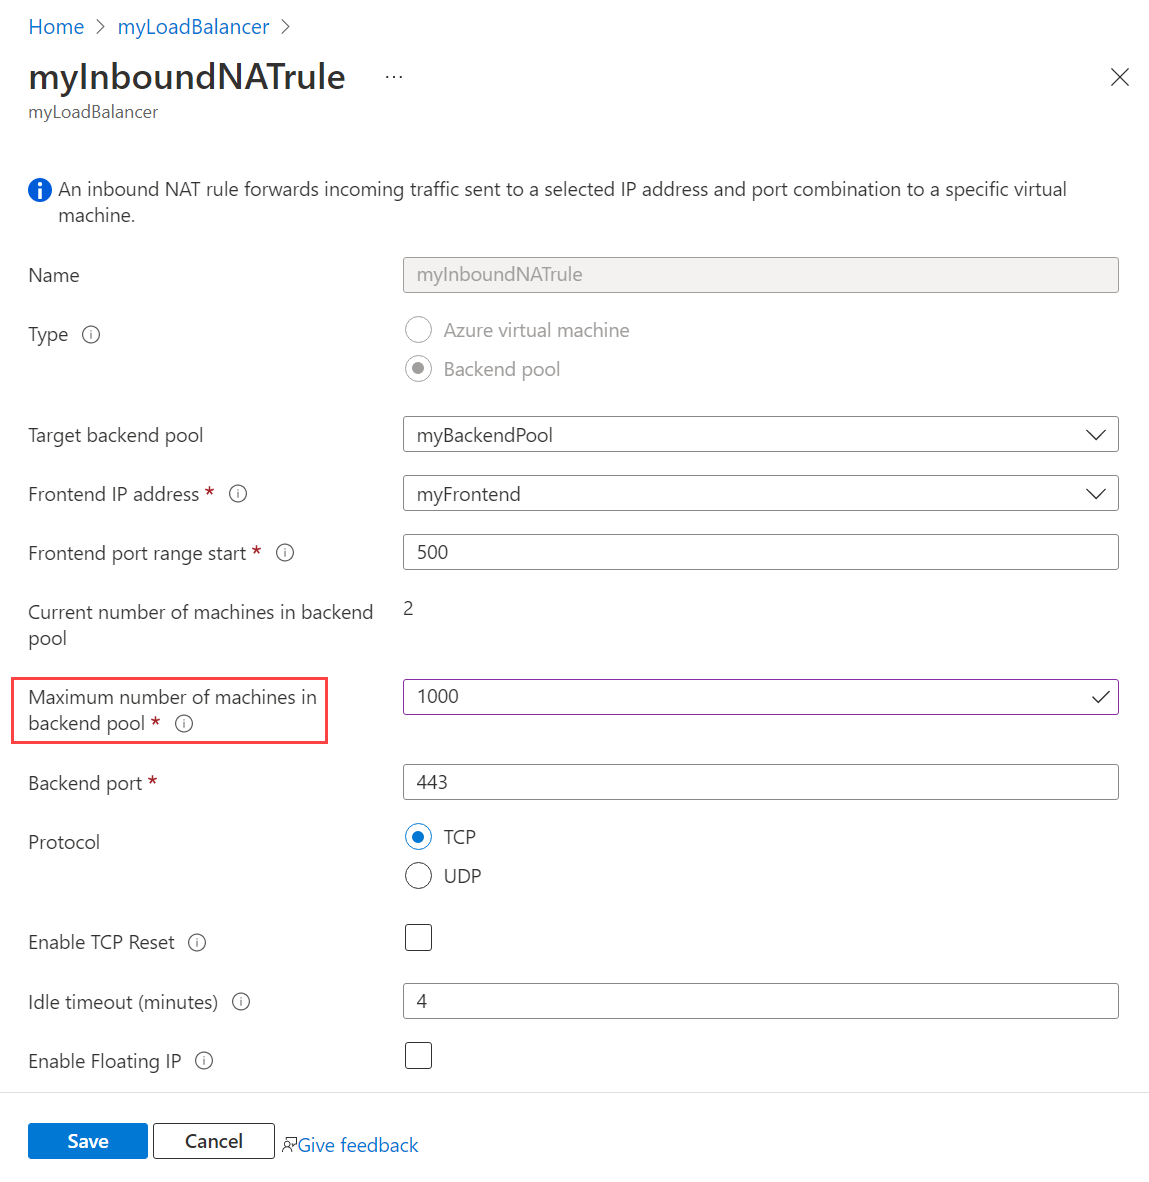 Home > myLoadBalancer >
myInboundNATrule ...
myLoadBalancer
An inbound NAT rule forwards incoming traffic sent to a selected IP address and port combination to a specific virtual
machine.
Name myInboundNATrule
Type Azure virtual machine
Backend pool
Target backend pool myBackendPool
Frontend IP address * myFrontend
Frontend port range start * 500
Current number of machines in backend 2
pool
Maximum number of machines in 1000
backend pool *
Backend port * 443
Protocol TCP
UDP
Enable TCP Reset
Idle timeout (minutes) 4
Enable Floating IP
Save Cancel Give feedback